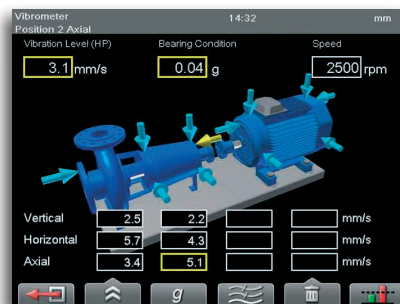 Vibrometer 14:32 mm
Position 2 Axial
Vibration Level (HP) Bearing Condition Speed
3.1 mm/s 0.04 g 2500 rpm
Vertical 2.5 2.2 mm/s
Horizontal 5.7 4.3 mm/s
Axial 3.4 5.1 mm/s
g